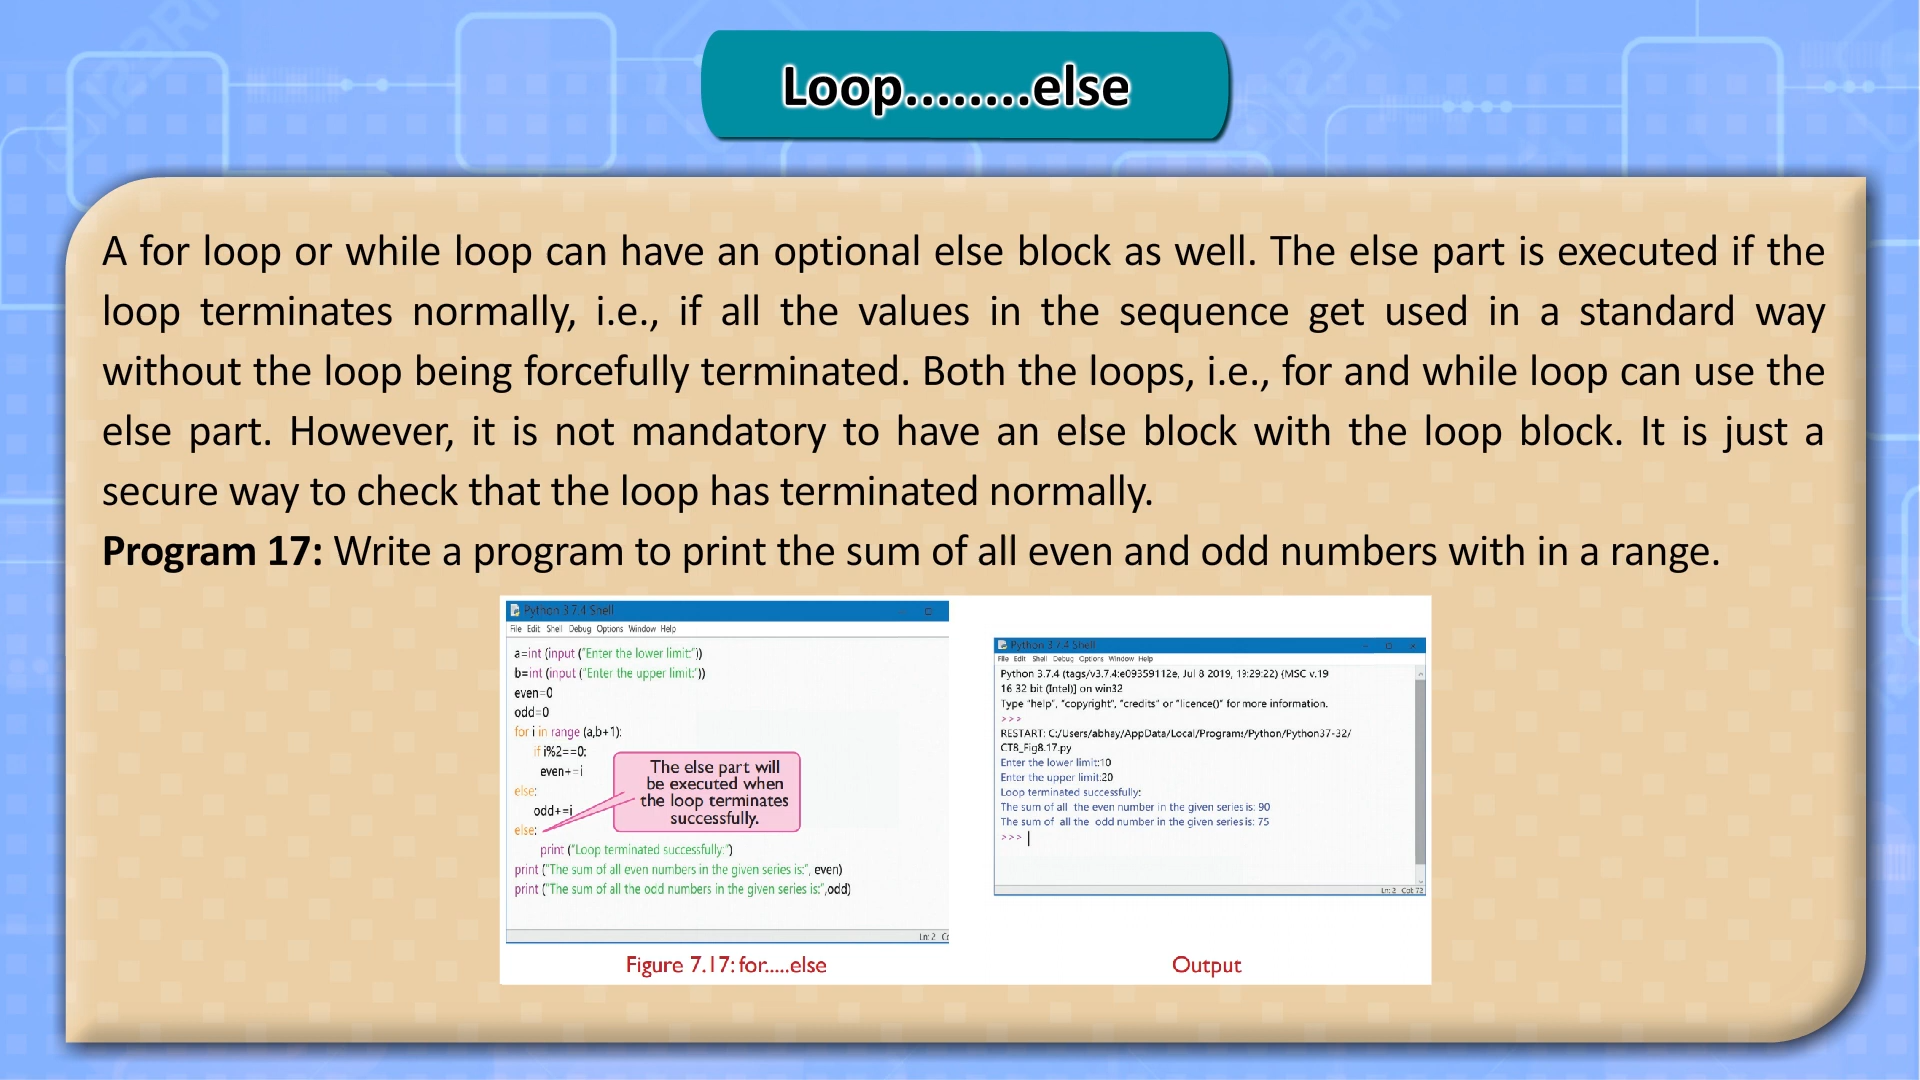 Loop........else
A for loop or while loop can have an optional else block as well. The else part is executed if the
loop terminates normally, i.e., if all the values in the sequence get used in a standard way
without the loop being forcefully terminated. Both the loops, i.e., for and while loop can use the
else part. However, it is not mandatory to have an else block with the loop block. It is just a
secure way to check that the loop has terminated normally.
Program 17: Write a program to print the sum of all even and odd numbers with in a range.
Python 3.7.4 Shell
File Edit Shell Debug Options Window Help
a=int (input ("Enter the lower limit:"))
b=int (input ("Enter the upper limit:"))
even=0
odd=0
for i in range (a,b+1):
if i%2==0:
even+=i
else:
odd+=i
else:
print ("Loop terminated successfully:")
print ("The sum of all even numbers in the given series is:", even)
print ("The sum of all the odd numbers in the given series is:",odd)
Ln: 2 Co
The else part will
be executed when
the loop terminates
successfully.
Figure 7.17: for.....else
Python 3.7.4 Shell
File Edit Shell Debug Options Window Help
Python 3.7.4 (tags/v3.7.4:e09359112e, Jul 8 2019, 19:29:22) {MSC v.19
16 32 bit (Intel)] on win32
Type "help", "copyright", "credits" or "licence()" for more information.
>>>
RESTART: C:/Users/abhay/AppData/Local/Programs/Python/Python37-32/
CT8_Fig8.17.py
Enter the lower limit:10
Enter the upper limit:20
Loop terminated successfully:
The sum of all the even number in the given series is: 90
The sum of all the odd number in the given series is: 75
>>>
Ln: 2 Col: 72
Output